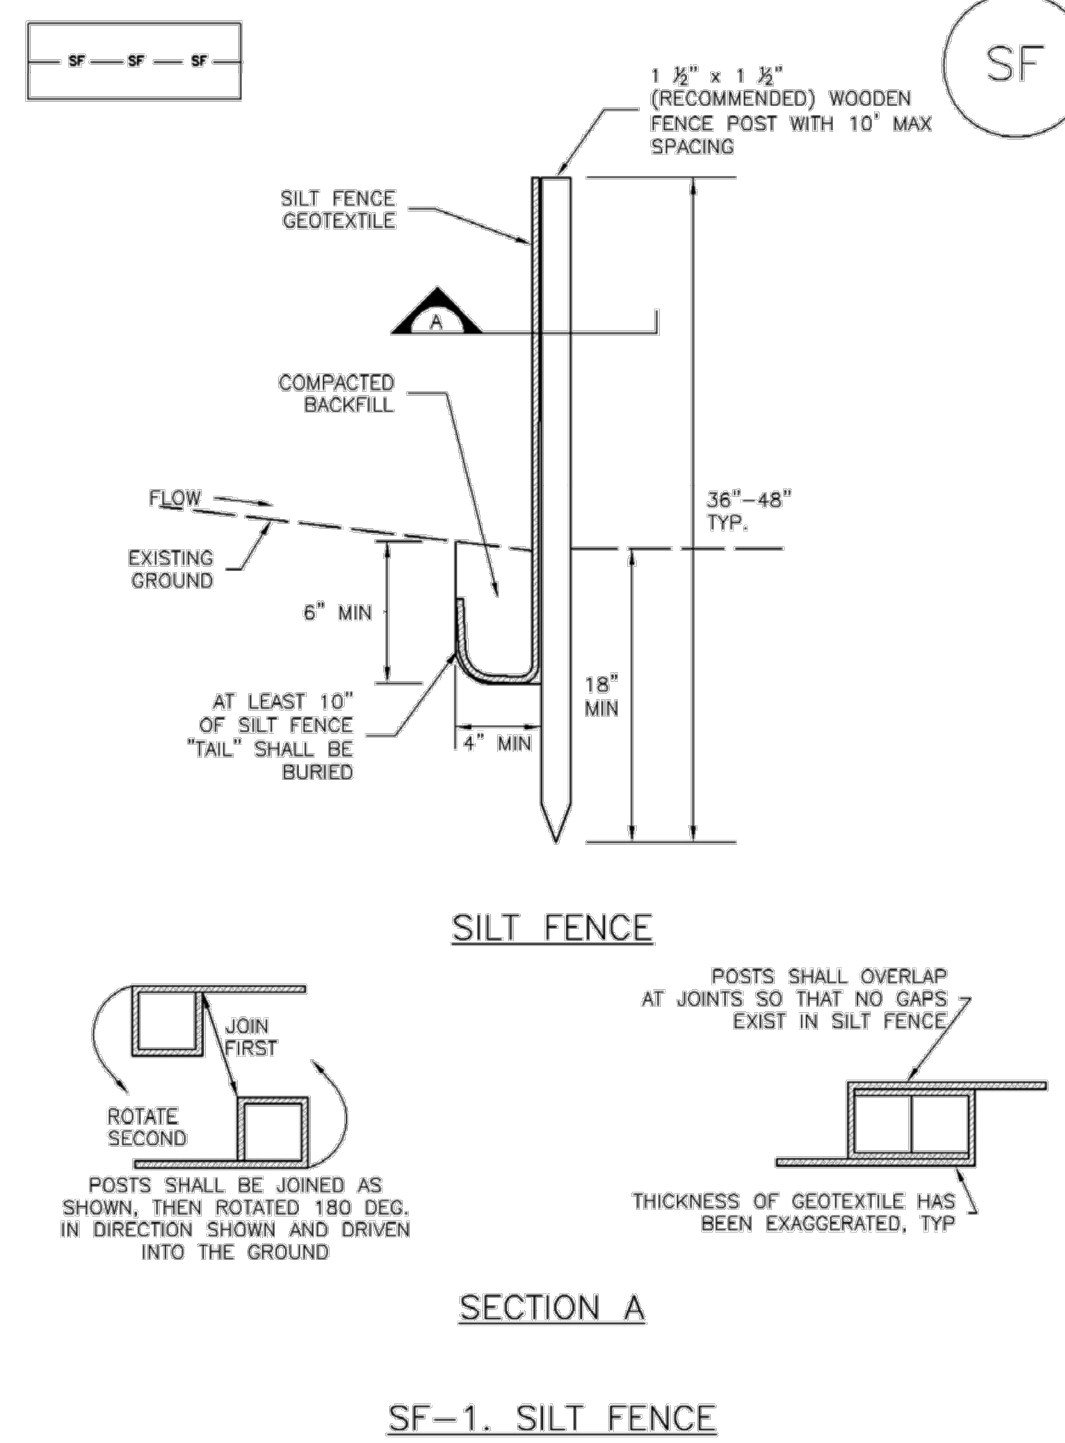 SF SF SF
SF
1 ½" x 1 ½"
(RECOMMENDED) WOODEN
FENCE POST WITH 10' MAX
SPACING
SILT FENCE
GEOTEXTILE
A
COMPACTED
BACKFILL
FLOW
36"-48"
TYP.
EXISTING
GROUND
6" MIN
18"
MIN
AT LEAST 10"
OF SILT FENCE
"TAIL" SHALL BE
BURIED
4" MIN
SILT FENCE
JOIN
FIRST
ROTATE
SECOND
POSTS SHALL BE JOINED AS
SHOWN, THEN ROTATED 180 DEG.
IN DIRECTION SHOWN AND DRIVEN
INTO THE GROUND
POSTS SHALL OVERLAP
AT JOINTS SO THAT NO GAPS
EXIST IN SILT FENCE
THICKNESS OF GEOTEXTILE HAS
BEEN EXAGGERATED, TYP
SECTION A
SF-1. SILT FENCE